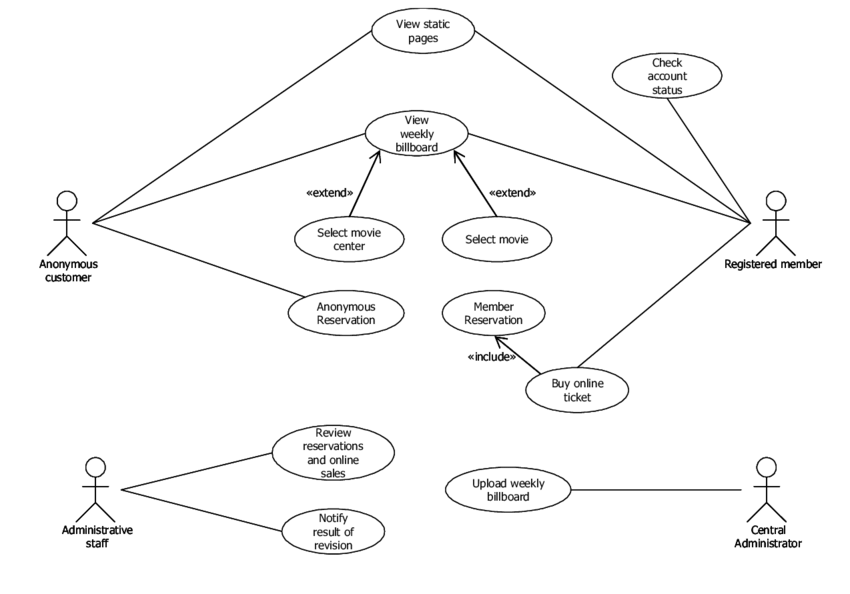 View static
pages
Check
account
status
View
weekly
billboard
«extend»
«extend»
Select movie
center
Select movie
Anonymous
customer
Registered member
Anonymous
Reservation
Member
Reservation
«include»
Buy online
ticket
Review
reservations
and online
sales
Upload weekly
billboard
Administrative
staff
Notify
result of
revision
Central
Administrator